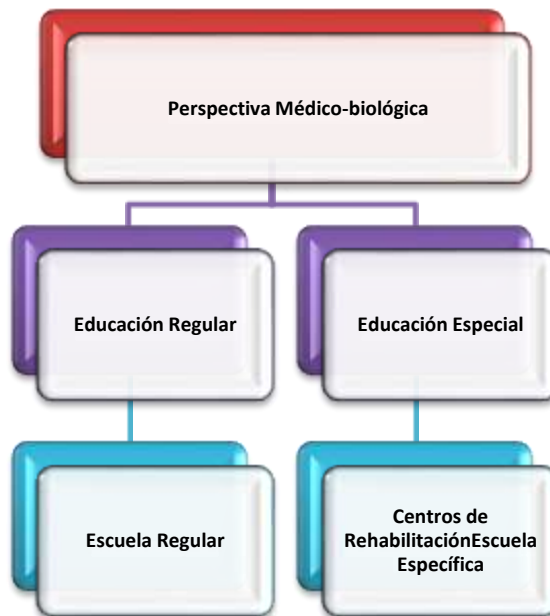 Perspectiva Médico-biológica
Educación Regular
Educación Especial
Escuela Regular
Centros de
RehabilitaciónEscuela
Específica